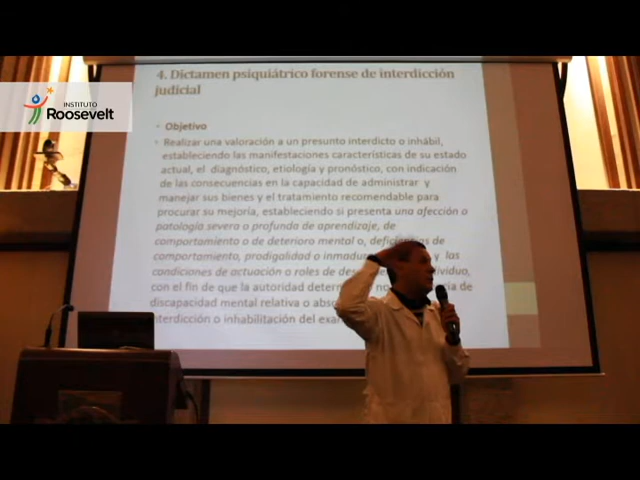 INSTITUTO
Roosevelt
4. Dictamen psiquiátrico forense de interdicción
judicial
• Objetivo
• Realizar una valoración a un presunto interdicto o inhábil,
estableciendo las manifestaciones características de su estado
actual, el diagnóstico, etiología y pronóstico, con indicación
de las consecuencias en la capacidad de administrar y
manejar sus bienes y el tratamiento recomendable para
procurar su mejoría, estableciendo si presenta una afección o
patología severa o profunda de aprendizaje, de
comportamiento o de deterioro mental o, de
comportamiento, prodigalidad o y las
condiciones de actuación o roles de
con el fin de que la autoridad de
discapacidad mental relativa o
interdicción o inhabilitación del